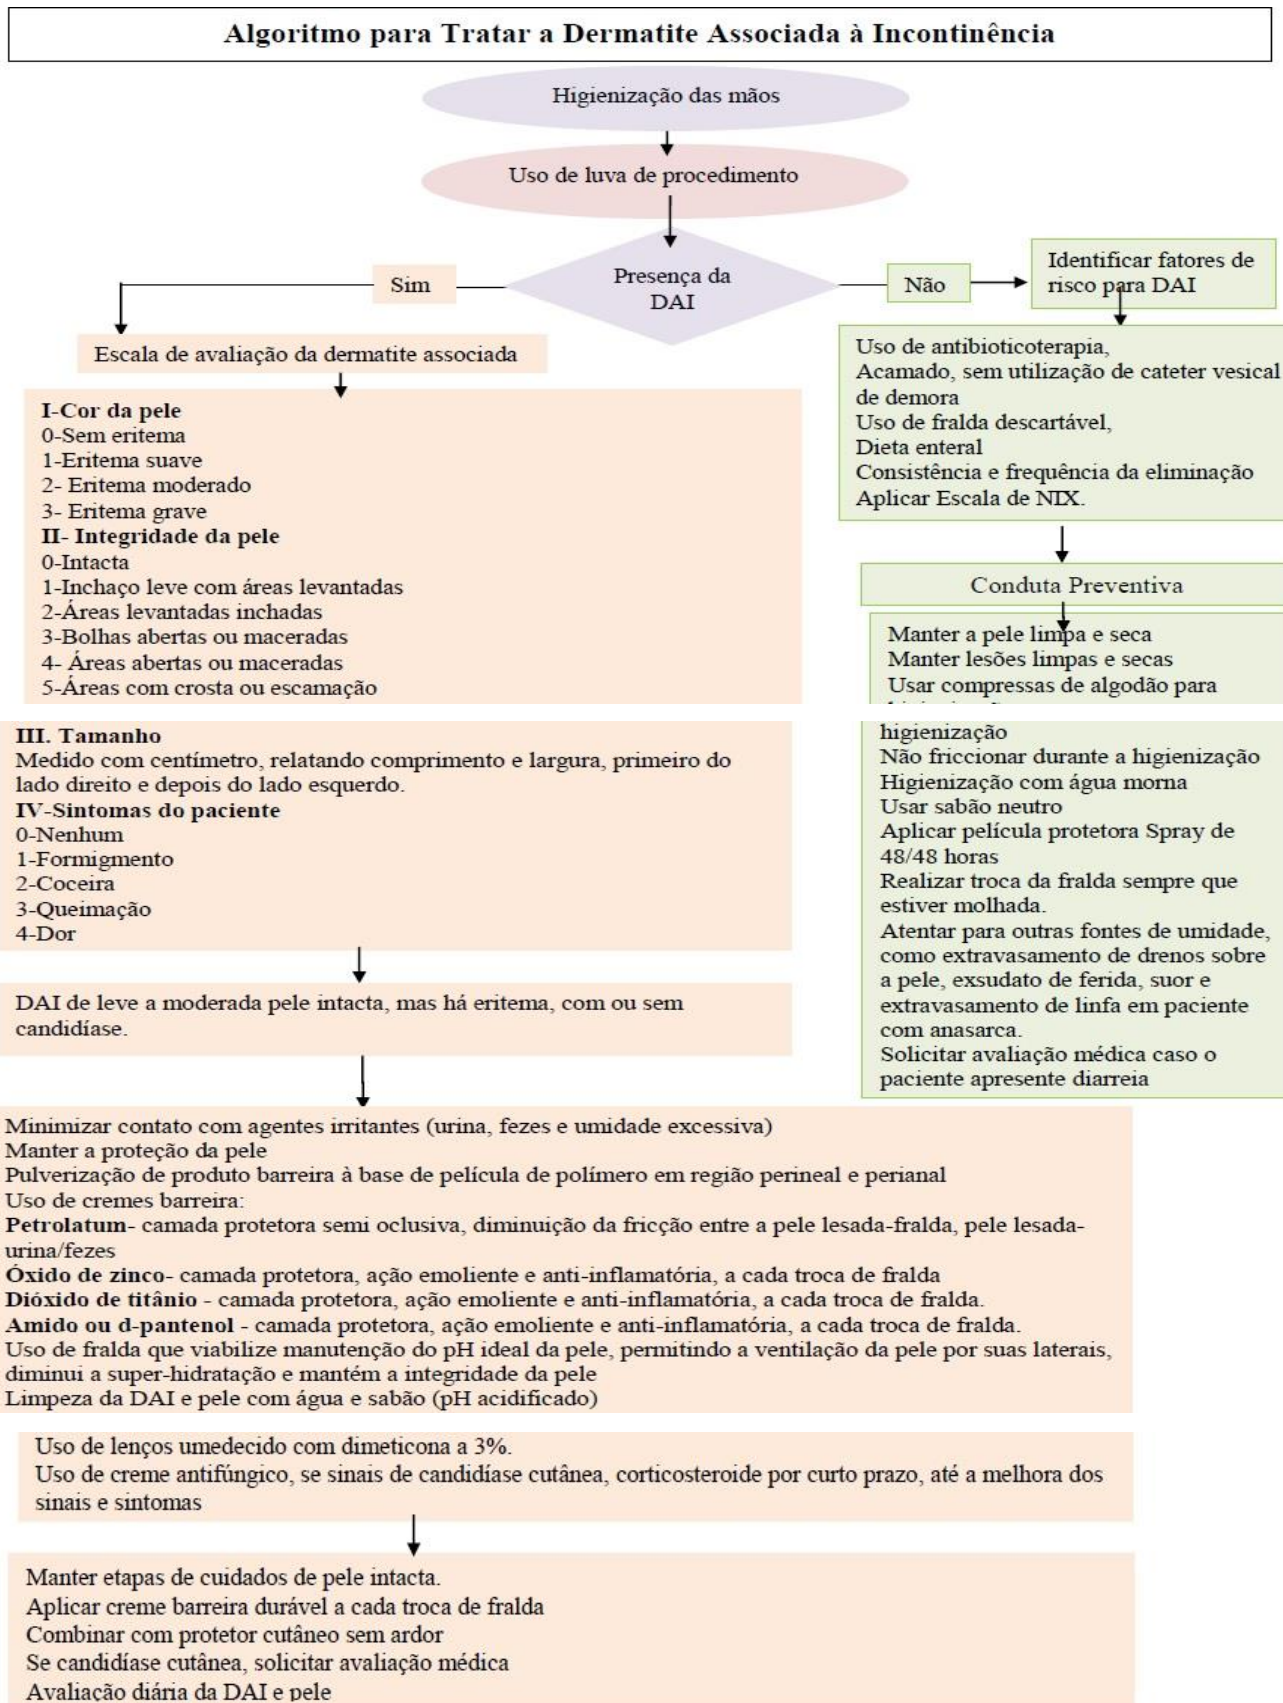 Algoritmo para Tratar a Dermatite Associada à Incontinência
Higienização das mãos
Uso de luva de procedimento
Presença da
DAI
Sim
Não
Identificar fatores de
risco para DAI
Escala de avaliação da dermatite associada
I-Cor da pele
0-Sem eritema
1-Eritema suave
2- Eritema moderado
3- Eritema grave
II- Integridade da pele
0-Intacta
1-Inchaço leve com áreas levantadas
2-Áreas levantadas inchadas
3-Bolhas abertas ou maceradas
4- Áreas abertas ou maceradas
5-Áreas com crosta ou escamação
Uso de antibioticoterapia,
Acamado, sem utilização de cateter vesical
de demora
Uso de fralda descartável,
Dieta enteral
Consistência e frequência da eliminação
Aplicar Escala de NIX.
Conduta Preventiva
Manter a pele limpa e seca
Manter lesões limpas e secas
Usar compressas de algodão para
higienização
Não friccionar durante a higienização
Higienização com água morna
Usar sabão neutro
Aplicar película protetora Spray de
48/48 horas
Realizar troca da fralda sempre que
estiver molhada.
Atentar para outras fontes de umidade,
como extravasamento de drenos sobre
a pele, exsudato de ferida, suor e
extravasamento de linfa em paciente
com anasarca.
Solicitar avaliação médica caso o
paciente apresente diarreia
III. Tamanho
Medido com centímetro, relatando comprimento e largura, primeiro do
lado direito e depois do lado esquerdo.
IV-Sintomas do paciente
0-Nenhum
1-Formigmento
2-Coceira
3-Queimação
4-Dor
DAI de leve a moderada pele intacta, mas há eritema, com ou sem
candidíase.
Minimizar contato com agentes irritantes (urina, fezes e umidade excessiva)
Manter a proteção da pele
Pulverização de produto barreira à base de película de polímero em região perineal e perianal
Uso de cremes barreira:
Petrolatum- camada protetora semi oclusiva, diminuição da fricção entre a pele lesada-fralda, pele lesada-
urina/fezes
Óxido de zinco- camada protetora, ação emoliente e anti-inflamatória, a cada troca de fralda
Dióxido de titânio - camada protetora, ação emoliente e anti-inflamatória, a cada troca de fralda.
Amido ou d-pantenol - camada protetora, ação emoliente e anti-inflamatória, a cada troca de fralda.
Uso de fralda que viabilize manutenção do pH ideal da pele, permitindo a ventilação da pele por suas laterais,
diminui a super-hidratação e mantém a integridade da pele
Limpeza da DAI e pele com água e sabão (pH acidificado)
Uso de lenços umedecido com dimeticona a 3%.
Uso de creme antifúngico, se sinais de candidíase cutânea, corticosteroide por curto prazo, até a melhora dos
sinais e sintomas
Manter etapas de cuidados de pele intacta.
Aplicar creme barreira durável a cada troca de fralda
Combinar com protetor cutâneo sem ardor
Se candidíase cutânea, solicitar avaliação médica
Avaliação diária da DAI e pele